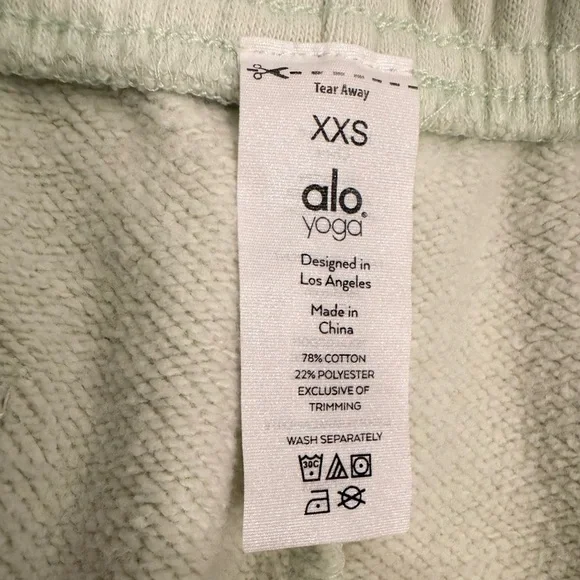 Tear Away
XXS
alo
yoga
Designed in
Los Angeles
Made in
China
78% COTTON
22% POLYESTER
EXCLUSIVE OF
TRIMMING
WASH SEPARATELY
30C